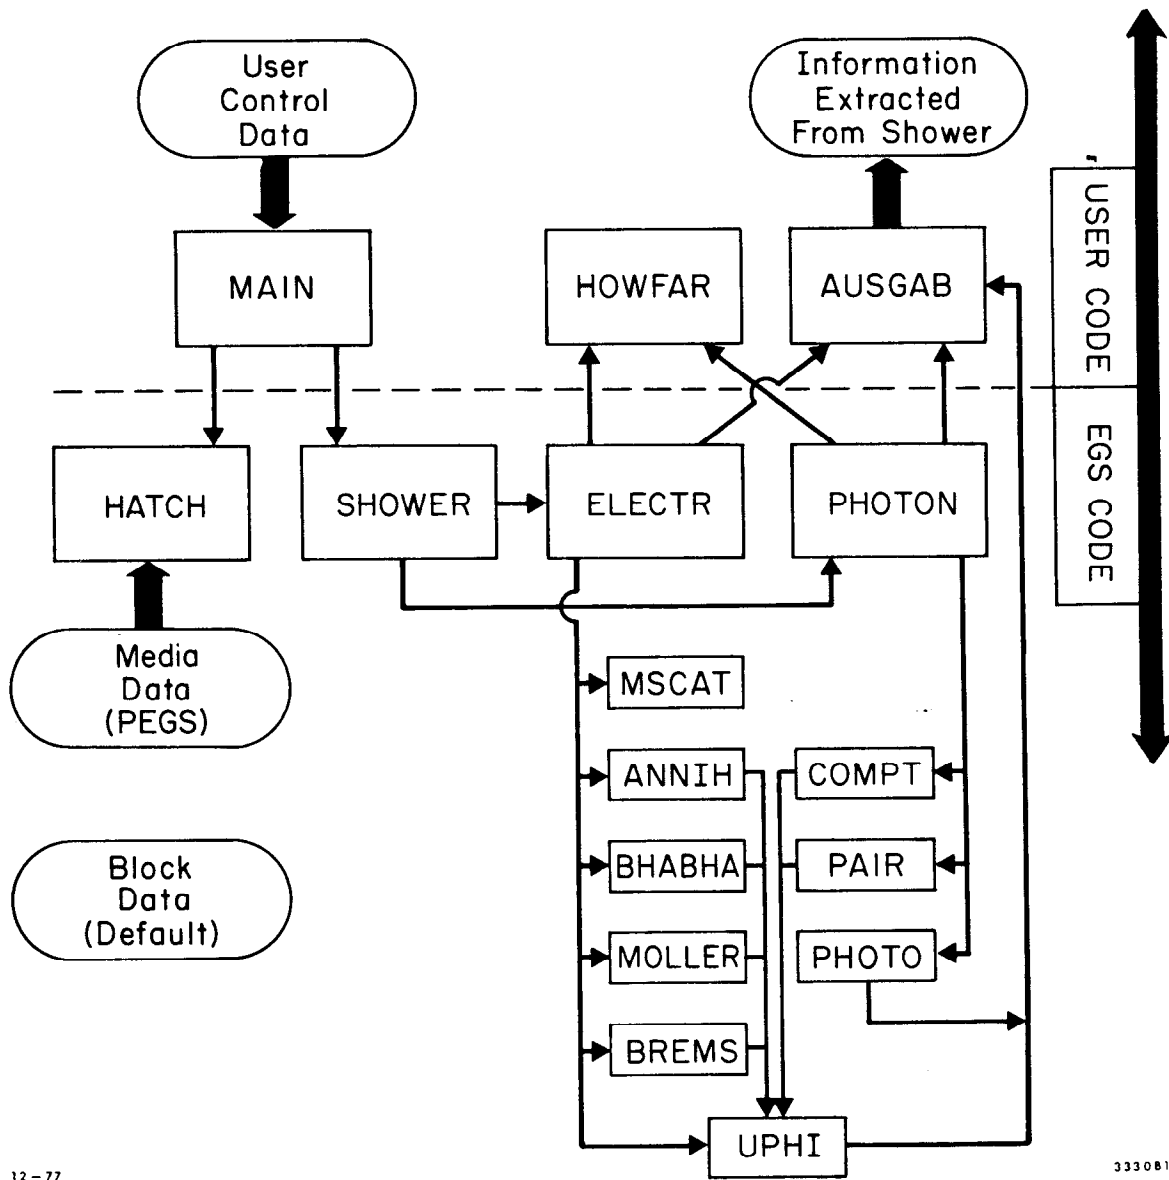 User
Control
Data
Information
Extracted
From Shower
MAIN
HOWFAR
AUSGAB
USER CODE
HATCH
SHOWER
ELECTR
PHOTON
EGS CODE
Media
Data
(PEGS)
MSCAT
ANNIH
COMPT
Block
Data
(Default)
BHABHA
PAIR
MOLLER
PHOTO
BREMS
UPHI
12-77
3330B1